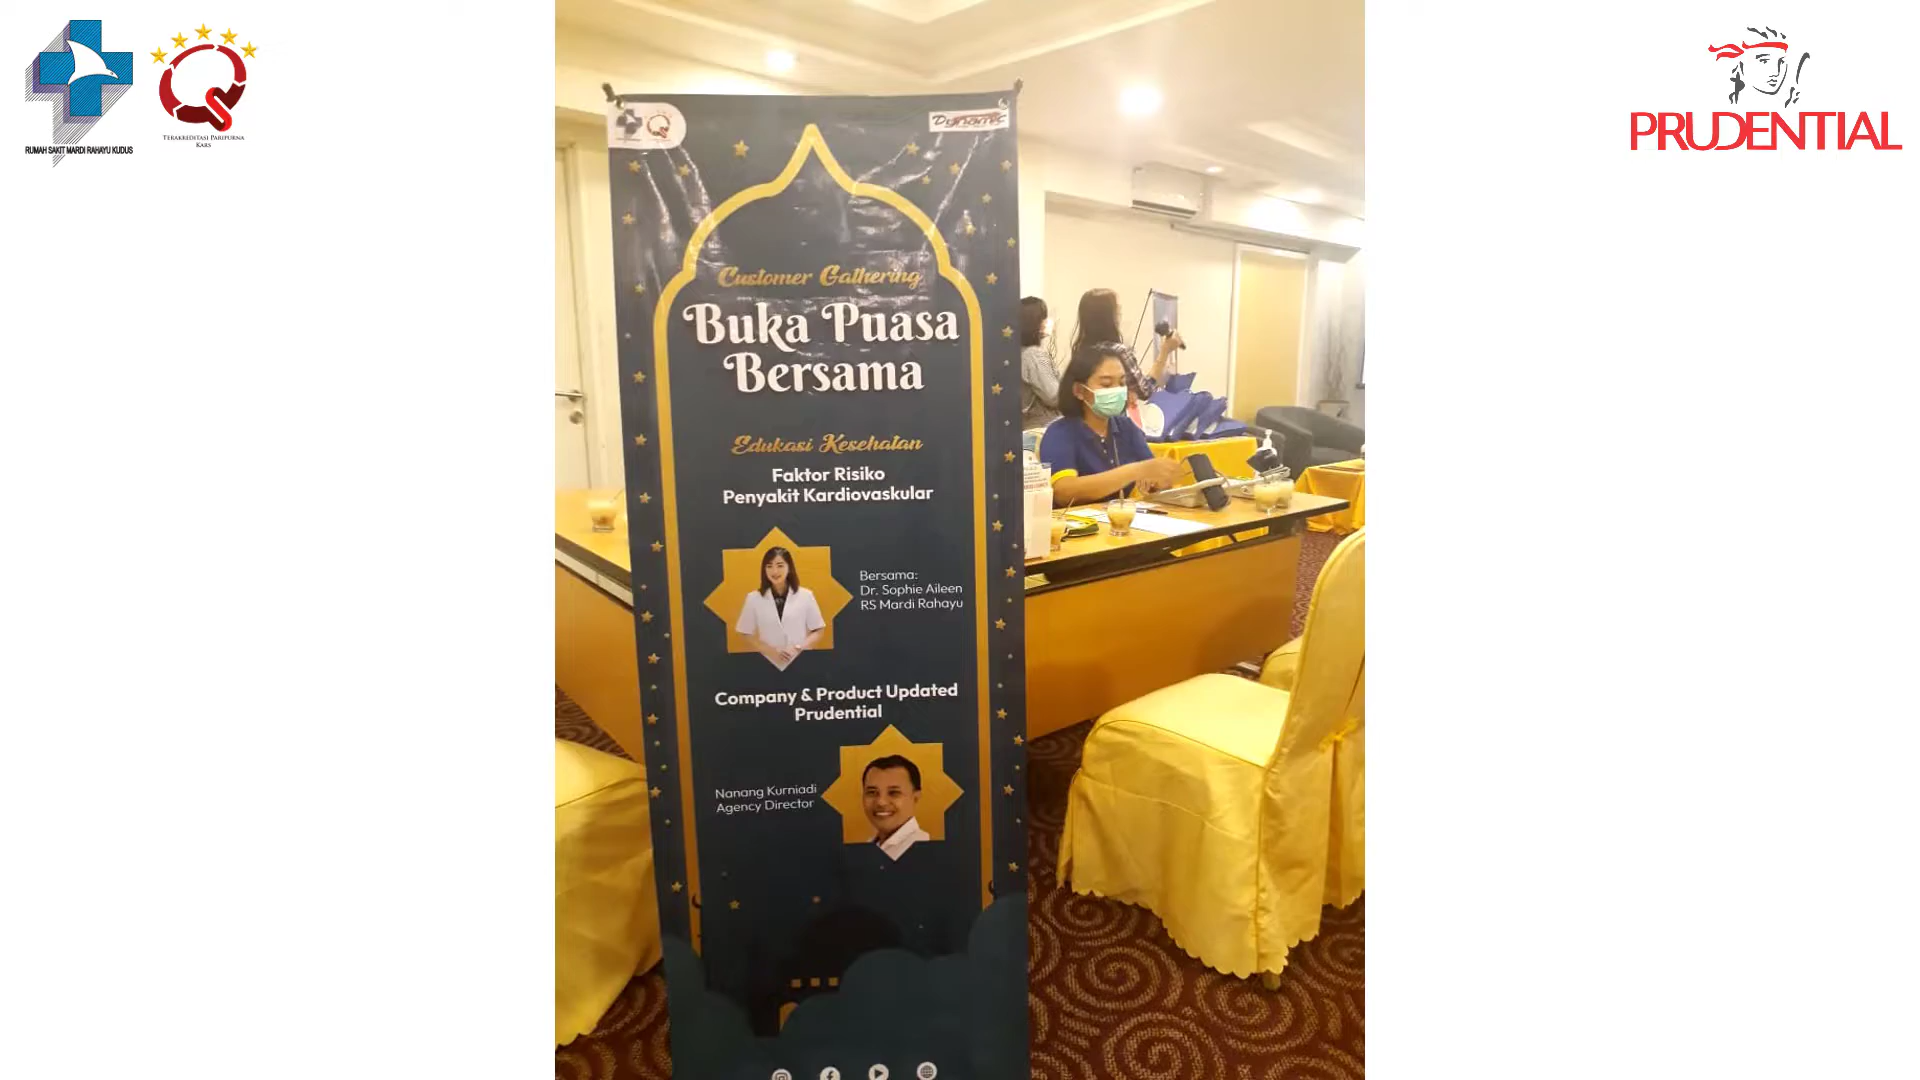 RUMAH SAKIT MARDI RAHAYU KUDUS
TERAKREDITASI PARIPURNA
KARS
PRUDENTIAL
Dynamic
Customer Gathering
Buka Puasa
Bersama
Edukasi Kesehatan
Faktor Risiko
Penyakit Kardiovaskular
Bersama:
Dr. Sophie Aileen
RS Mardi Rahayu
Company & Product Updated
Prudential
Nanang Kurniadi
Agency Director